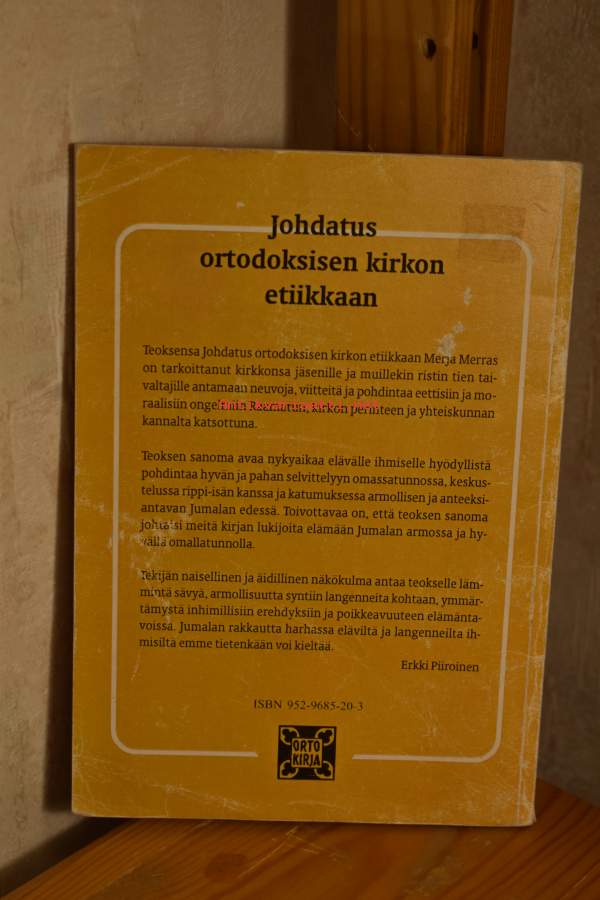 Johdatus
ortodoksisen kirkon
etiikkaan
Teoksensa Johdatus ortodoksisen kirkon etiikkaan Merja Merras
on tarkoittanut kirkkonsa jäsenille ja muillekin ristin tien tai-
valtajille antamaan neuvoja, viitteitä ja pohdintaa eettisiin ja mo-
raalisiin ongelmiin Raamatun, kirkon perinteen ja yhteiskunnan
kannalta katsottuna.
Teoksen sanoma avaa nykyaikaa elävälle ihmiselle hyödyllistä
pohdintaa hyvän ja pahan selvittelyyn omassatunnossa, keskus-
telussa rippi-isän kanssa ja katumuksessa armollisen ja anteeksi-
antavan Jumalan edessä. Toivottavaa on, että teoksen sanoma
johtaisi meitä kirjan lukijoita elämään Jumalan armossa ja hy-
vällä omallatunnolla.
Tekijän naisellinen ja äidillinen näkökulma antaa teokselle läm-
mintä sävyä, armollisuutta syntiin langenneita kohtaan, ymmär-
tämystä inhimillisiin erehdyksiin ja poikkeavuuteen elämänta-
voissa. Jumalan rakkautta harhassa eläviltä ja langenneilta ih-
misiltä emme tietenkään voi kieltää.
Erkki Piiroinen
ISBN 952-9685-20-3
ORTO
KIRJA